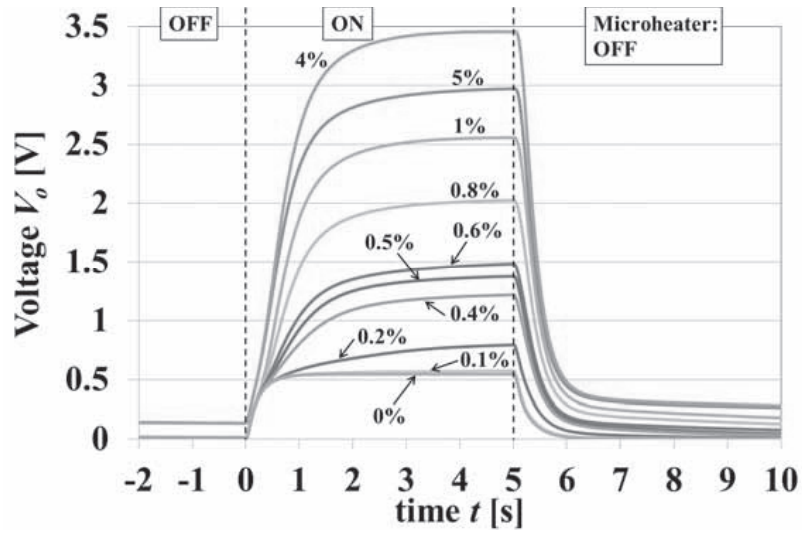 OFF
ON
Microheater:
OFF
3.5
3
2.5
2
1.5
1
0.5
0
Voltage Vo [V]
4%
5%
1%
0.8%
0.6%
0.5%
0.4%
0.2%
0.1%
0%
-2 -1 0 1 2 3 4 5 6 7 8 9 10
time t [s]